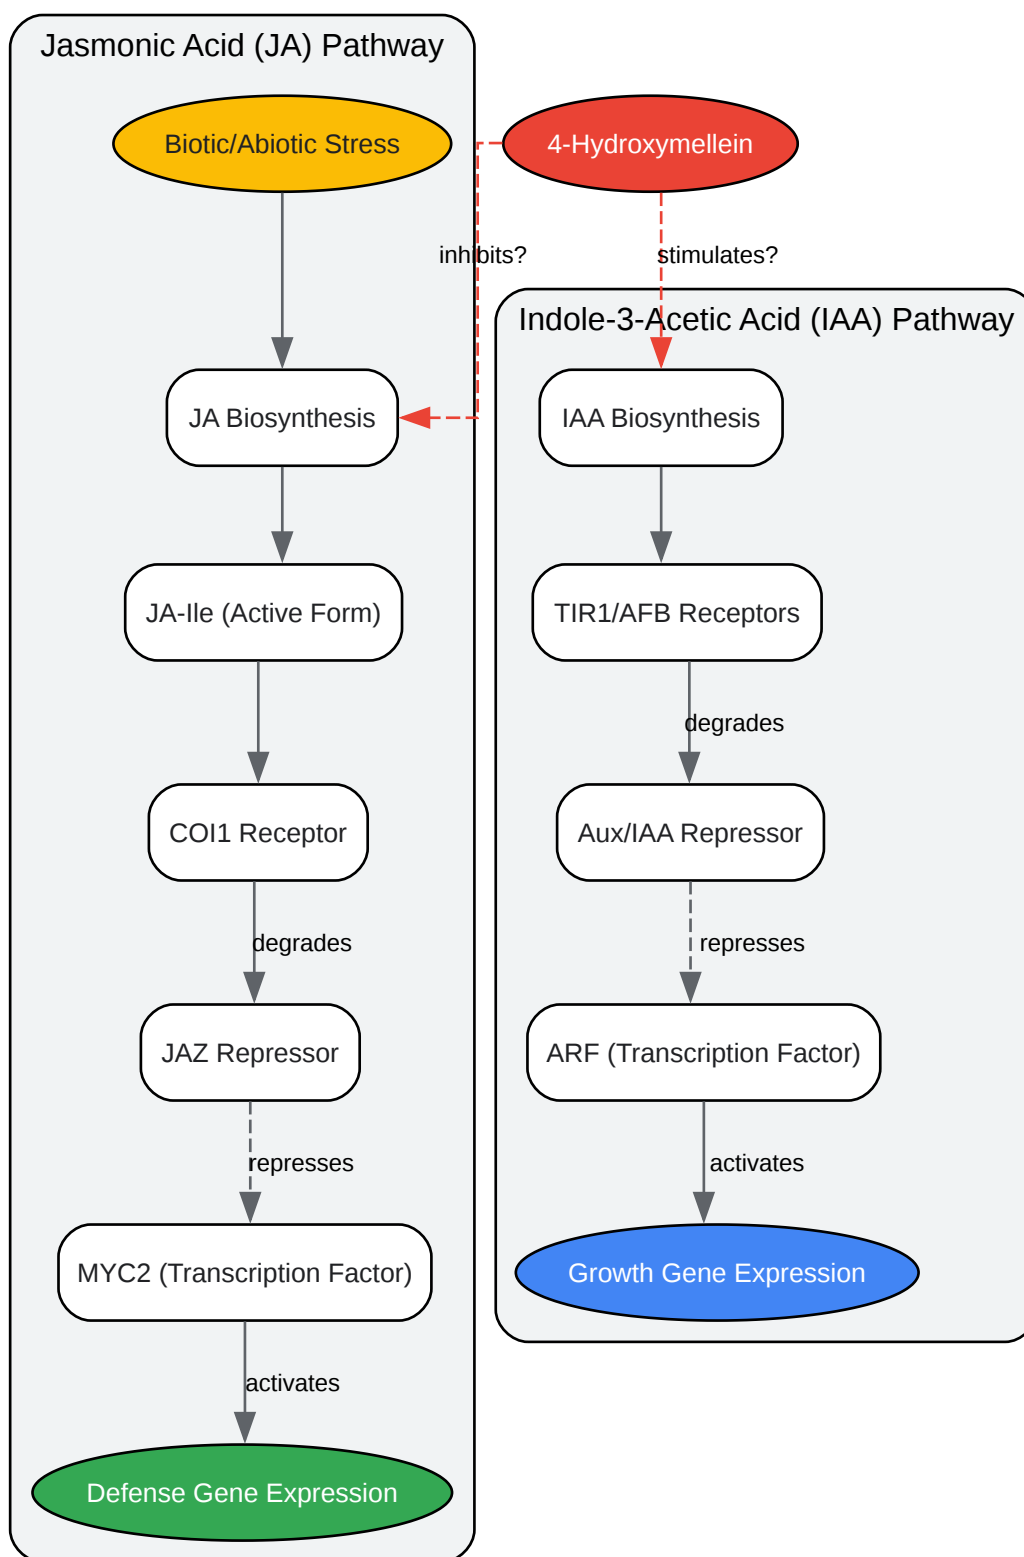 Jasmonic Acid (JA) Pathway
Biotic/Abiotic Stress
4-Hydroxymellein
inhibits?
stimulates?
Indole-3-Acetic Acid (IAA) Pathway
JA Biosynthesis
IAA Biosynthesis
JA-Ile (Active Form)
TIR1/AFB Receptors
degrades
COI1 Receptor
Aux/IAA Repressor
degrades
represses
JAZ Repressor
ARF (Transcription Factor)
represses
activates
MYC2 (Transcription Factor)
Growth Gene Expression
activates
Defense Gene Expression